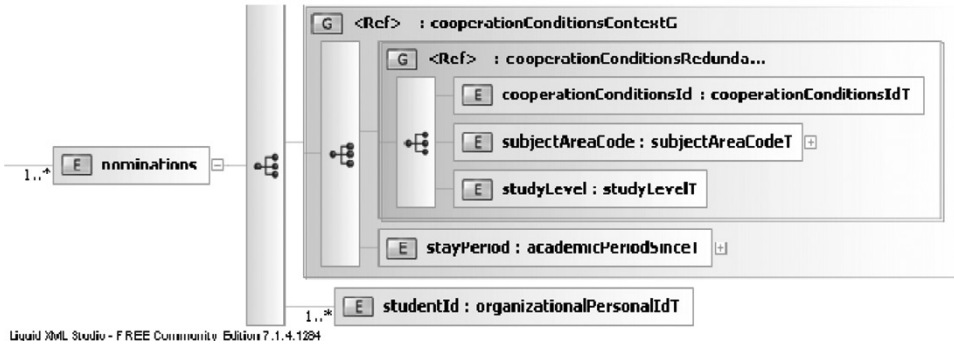 G <Ref> : cooperationConditionsContextG
G <Ref> : cooperationConditionsRedunda...
E cooperationConditionsId : cooperationConditionsIdT
E subjectAreaCode : subjectAreaCodeT
E nominations
1..*
E studyLevel : studyLevelT
E stayPeriod : academicPeriodSinceT
E studentId : organizationalPersonalIdT
1..*
Liquid XML Studio - FREE Community Edition 7.1.4.1284